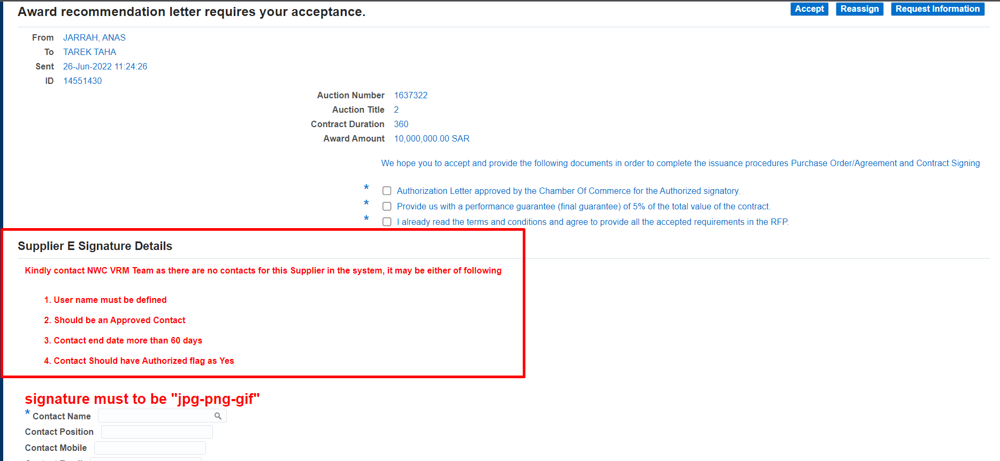 Award recommendation letter requires your acceptance.
Accept Reassign Request Information
From JARRAH, ANAS
To TAREK TAHA
Sent 26-Jun-2022 11:24:26
ID 14551430
Auction Number 1637322
Auction Title 2
Contract Duration 360
Award Amount 10,000,000.00 SAR
We hope you to accept and provide the following documents in order to complete the issuance procedures Purchase Order/Agreement and Contract Signing
* Authorization Letter approved by the Chamber Of Commerce for the Authorized signatory.
* Provide us with a performance guarantee (final guarantee) of 5% of the total value of the contract.
* I already read the terms and conditions and agree to provide all the accepted requirements in the RFP.
Supplier E Signature Details
Kindly contact NWC VRM Team as there are no contacts for this Supplier in the system, it may be either of following
1. User name must be defined
2. Should be an Approved Contact
3. Contact end date more than 60 days
4. Contact Should have Authorized flag as Yes
signature must to be "jpg-png-gif"
* Contact Name
Contact Position
Contact Mobile